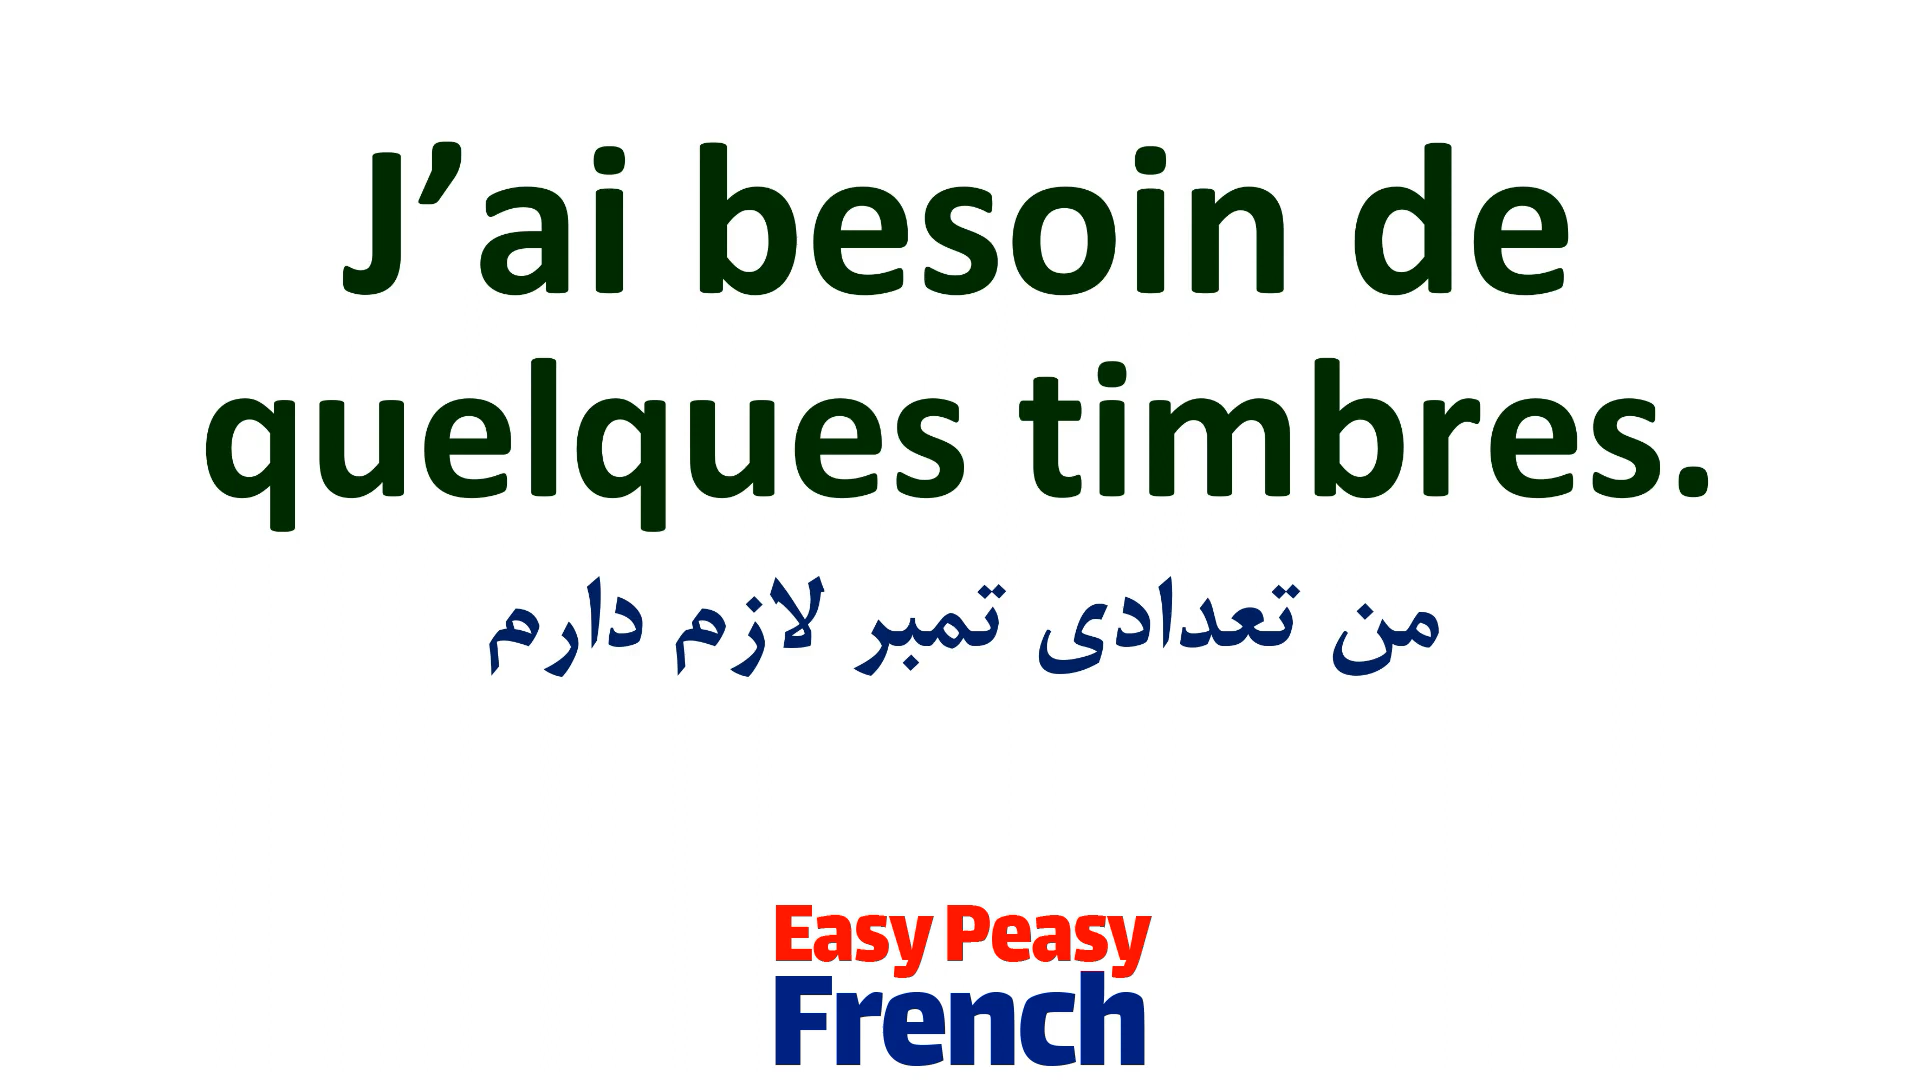 J’ai besoin de
quelques timbres.
من تعدادی تمبر لازم دارم
Easy Peasy
French